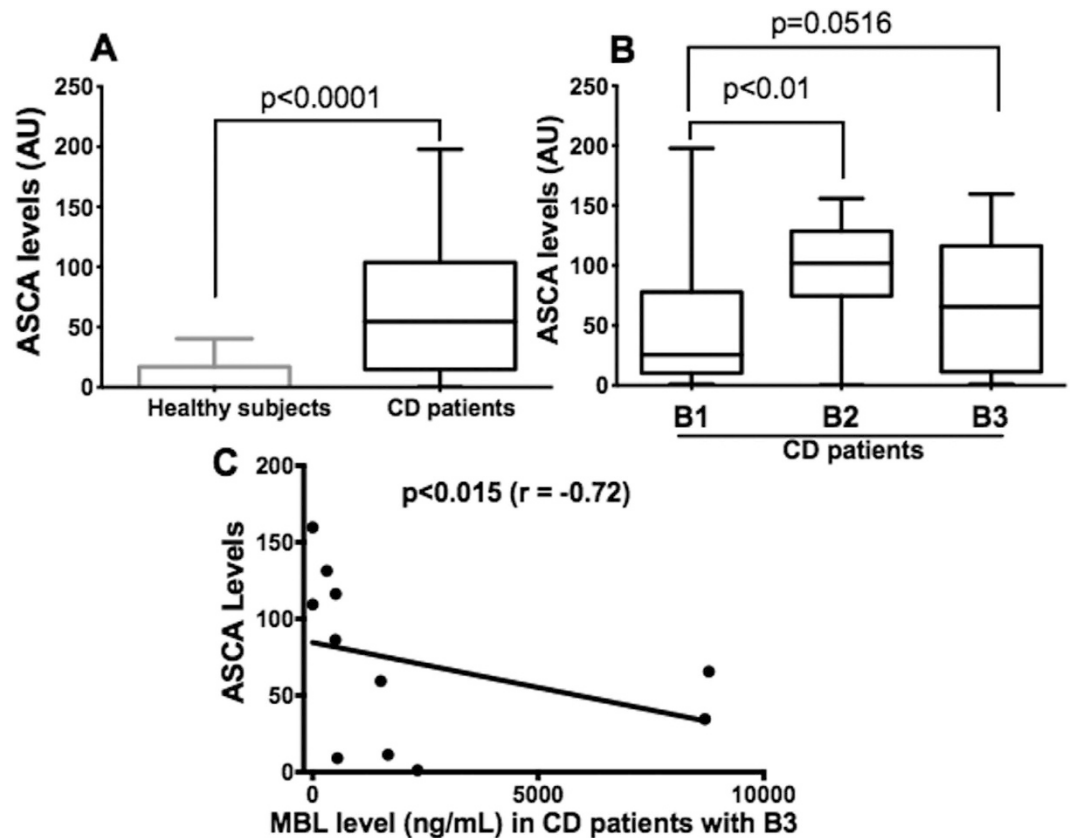 A
p<0.0001
ASCA levels (AU)
250
200
150
100
50
0
Healthy subjects CD patients
B
p=0.0516
p<0.01
ASCA levels (AU)
250
200
150
100
50
0
B1 B2 B3
CD patients
C
p<0.015 (r = -0.72)
ASCA Levels
200
150
100
50
0
0 5000 10000
MBL level (ng/mL) in CD patients with B3